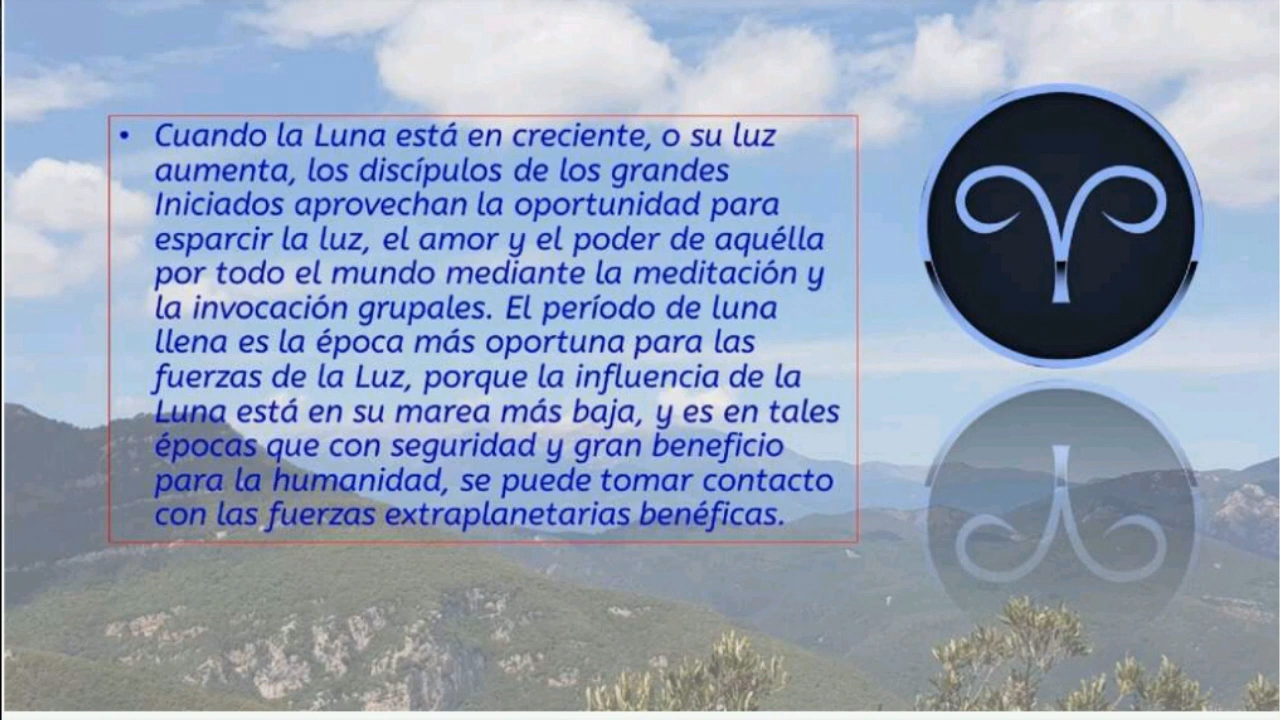 • Cuando la Luna está en creciente, o su luz
aumenta, los discípulos de los grandes
Iniciados aprovechan la oportunidad para
esparcir la luz, el amor y el poder de aquélla
por todo el mundo mediante la meditación y
la invocación grupales. El período de luna
llena es la época más oportuna para las
fuerzas de la Luz, porque la influencia de la
Luna está en su marea más baja, y es en tales
épocas que con seguridad y gran beneficio
para la humanidad, se puede tomar contacto
con las fuerzas extraplanetarias benéficas.